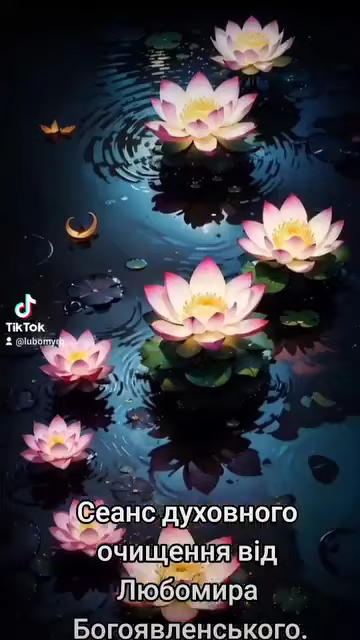 TikTok
Сеанс духовного
очищення від
Любомира
Богоявленського.